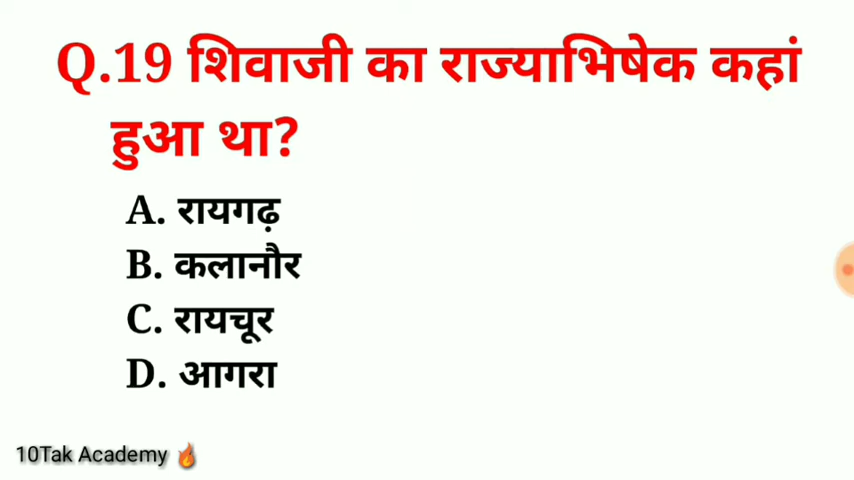 Q.19 शिवाजी का राज्याभिषेक कहां
हुआ था?
A. रायगढ़
B. कलानौर
C. रायचूर
D. आगरा
10Tak Academy 🔥